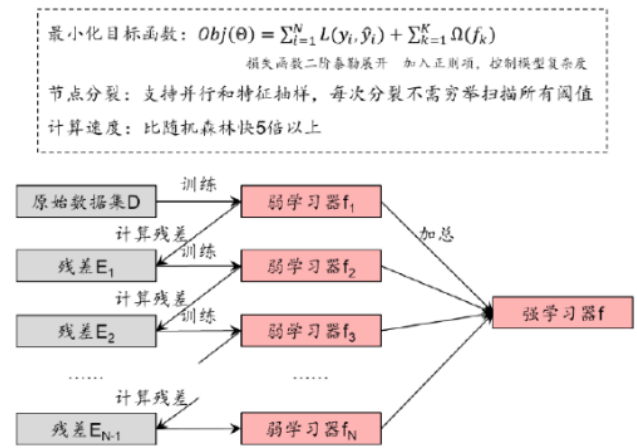 最小化目标函数：Obj(Θ) = ∑_{i=1}^{N} L(y_i, ŷ_i) + ∑_{k=1}^{K} Ω(f_k)
损失函数二阶泰勒展开 加入正则项，控制模型复杂度
节点分裂：支持并行和特征抽样，每次分裂不需穷举扫描所有阈值
计算速度：比随机森林快5倍以上
训练
原始数据集D
弱学习器f₁
计算残差
训练
加总
残差E₁
弱学习器f₂
计算残差
训练
强学习器f
残差E₂
弱学习器f₃
……
……
计算残差
残差E_{N-1}
弱学习器f_N